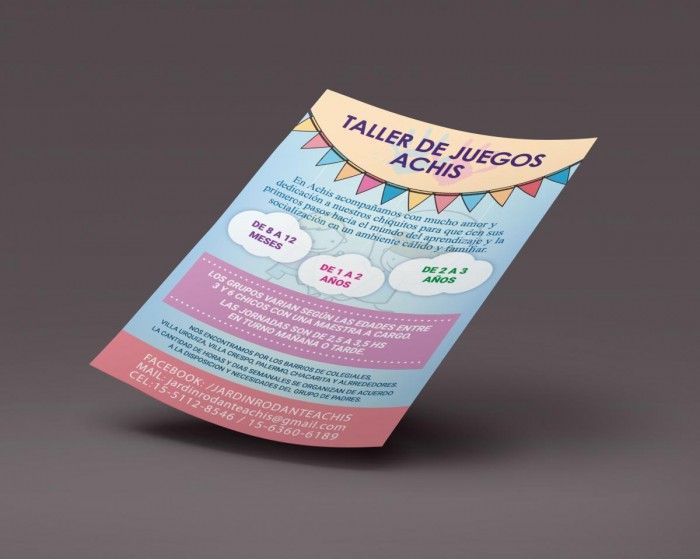 TALLER DE JUEGOS
ACHIS
En Achis acompañamos con mucho amor y
dedicación a nuestros chiquitos para que den sus
primeros pasos hacia el mundo del aprendizaje y la
socialización en un ambiente cálido y familiar.
DE 8 A 12
MESES
DE 1 A 2
AÑOS
DE 2 A 3
AÑOS
LOS GRUPOS VARIAN SEGÚN LAS EDADES ENTRE
3 Y 6 CHICOS CON UNA MAESTRA A CARGO.
LAS JORNADAS SON DE 2,5 A 3,5 HS
EN TURNO MAÑANA O TARDE.
NOS ENCONTRAMOS POR LOS BARRIOS DE COLEGIALES,
VILLA URQUIZA, VILLA CRESPO, PALERMO, CHACARITA Y ALRREDEDORES.
LA CANTIDAD DE HORAS Y DIAS SEMANALES SE ORGANIZAN DE ACUERDO
A LA DISPOSICION Y NECESIDADES DEL GRUPO DE PADRES.
FACEBOOK: /JARDINRODANTEACHIS
MAIL: jardinrodanteachis@gmail.com
CEL:15-5112-8546 / 15-6360-6189